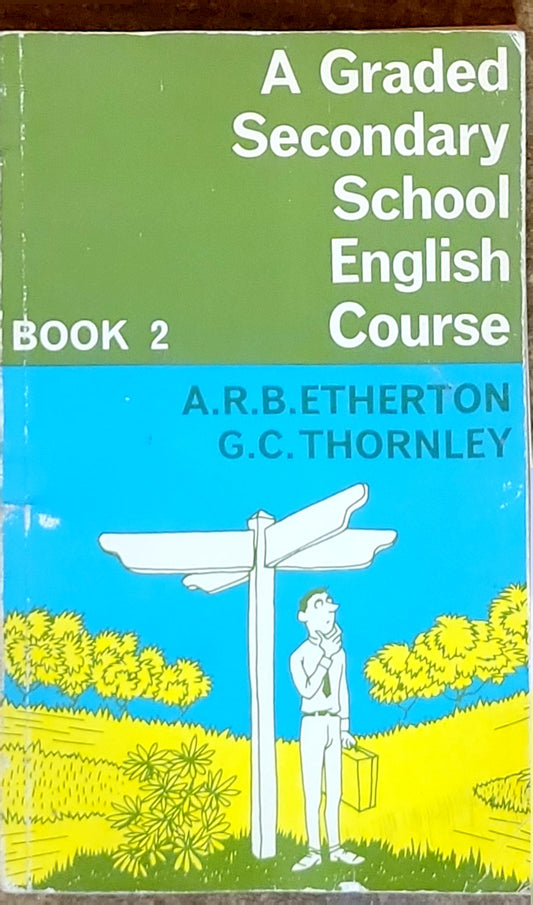 A Graded
Secondary
School
English
Course
BOOK 2
A.R.B.ETHERTON
G.C.THORNLEY